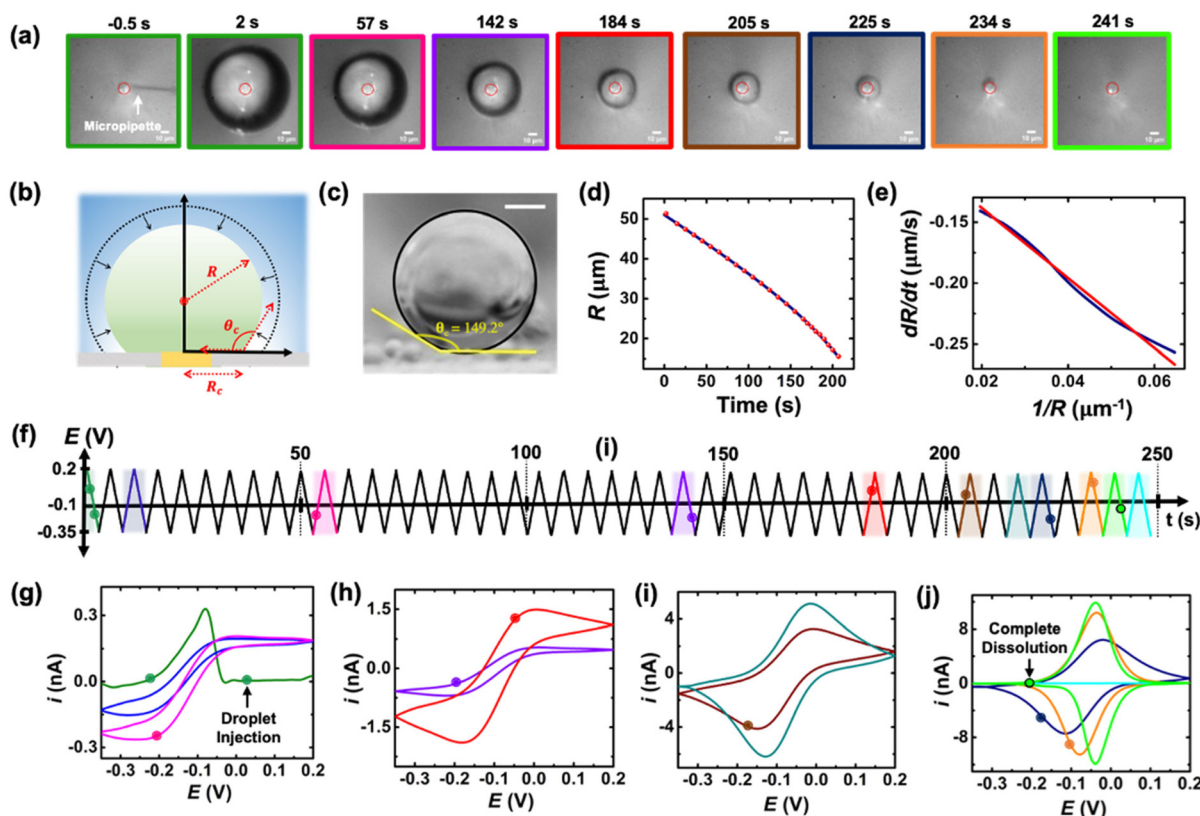 (a)
-0.5 s 2 s 57 s 142 s 184 s 205 s 225 s 234 s 241 s
Micropipette
10 μm 10 μm 10 μm 10 μm 10 μm 10 μm 10 μm 10 μm 10 μm
(b) (c) (d) (e)
R
θc
Rc
θc = 149.2°
R (μm)
50
40
30
20
0 50 100 150 200
Time (s)
dR/dt (μm/s)
-0.15
-0.20
-0.25
0.02 0.04 0.06
1/R (μm⁻¹)
(f) E (V) (i)
0.2
-0.1
-0.35
50 100 150 200 250
t (s)
(g) (h) (i) (j)
i (nA)
0.3
0.0
-0.3
Droplet
Injection
-0.3 -0.2 -0.1 0.0 0.1 0.2
E (V)
i (nA)
1.5
0.0
-1.5
-0.3 -0.2 -0.1 0.0 0.1 0.2
E (V)
i (nA)
4
0
-4
-0.3 -0.2 -0.1 0.0 0.1 0.2
E (V)
i (nA)
8
0
-8
Complete
Dissolution
-0.3 -0.2 -0.1 0.0 0.1 0.2
E (V)